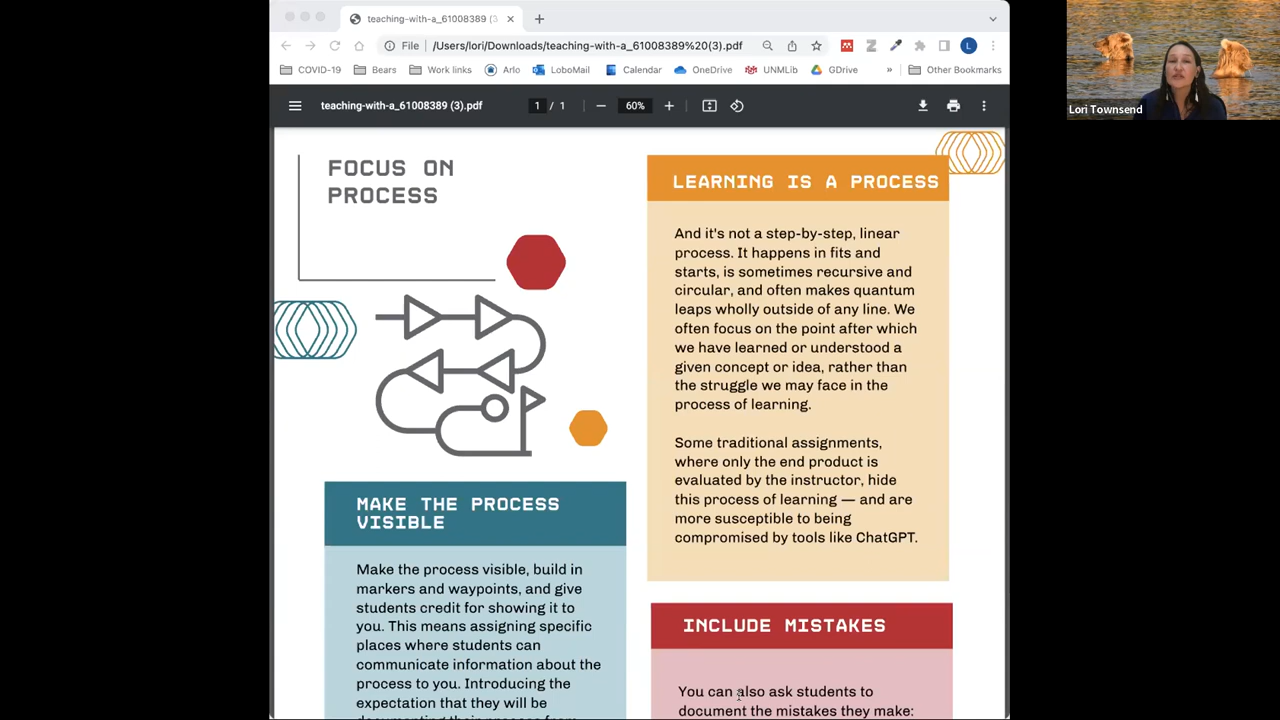 teaching-with-a_61008389 (3
File
/Users/lori/Downloads/teaching-with-a_61008389%20(3).pdf
COVID-19
Bears
Work links
Arlo
LoboMail
Calendar
OneDrive
UNMLib
GDrive
»
Other Bookmarks
L
teaching-with-a_61008389 (3).pdf
1 / 1
60%
Lori Townsend
FOCUS ON
PROCESS
LEARNING IS A PROCESS
And it's not a step-by-step, linear
process. It happens in fits and
starts, is sometimes recursive and
circular, and often makes quantum
leaps wholly outside of any line. We
often focus on the point after which
we have learned or understood a
given concept or idea, rather than
the struggle we may face in the
process of learning.
Some traditional assignments,
where only the end product is
evaluated by the instructor, hide
this process of learning — and are
more susceptible to being
compromised by tools like ChatGPT.
MAKE THE PROCESS
VISIBLE
Make the process visible, build in
markers and waypoints, and give
students credit for showing it to
you. This means assigning specific
places where students can
communicate information about the
process to you. Introducing the
expectation that they will be
documenting their process from
INCLUDE MISTAKES
You can also ask students to
document the mistakes they make: